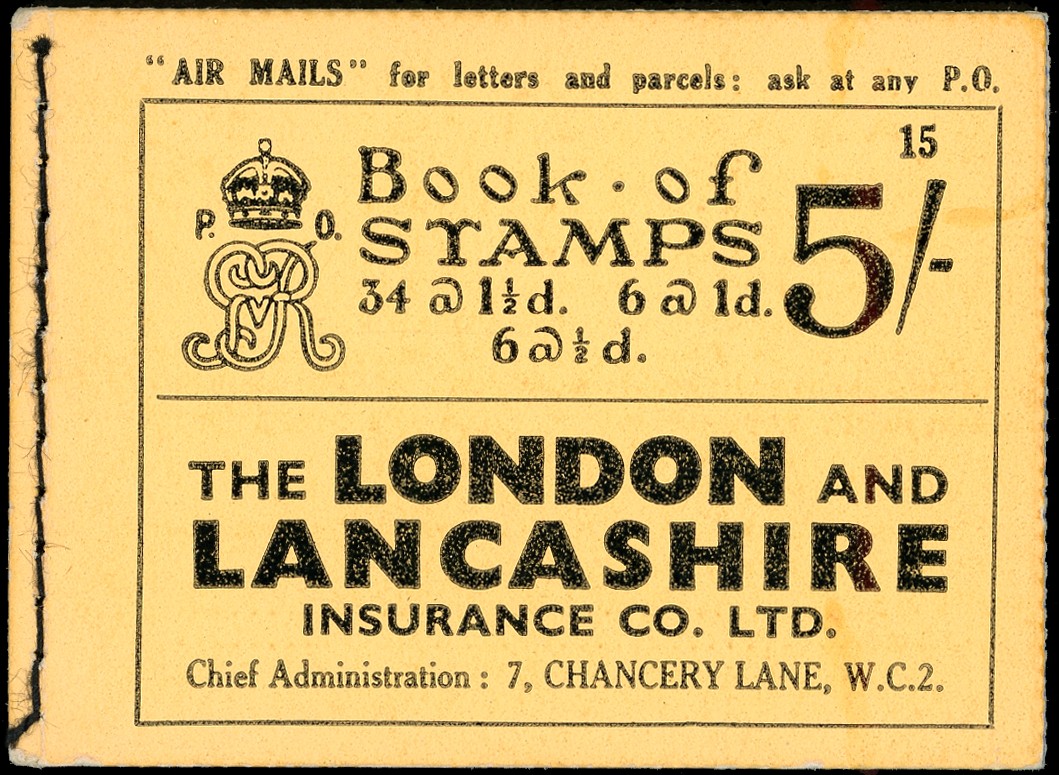 “AIR MAILS” for letters and parcels: ask at any P.O.
15
Book · of
STAMPS 5/-
P. O.
GR
34 @ 1½d. 6 @ 1d.
6 @ ½d.
THE LONDON AND
LANCASHIRE
INSURANCE CO. LTD.
Chief Administration : 7, CHANCERY LANE, W.C.2.